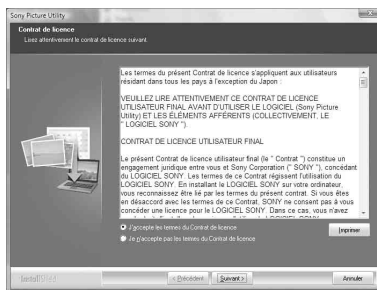 Sony Picture Utility
Contrat de licence
Lisez attentivement le contrat de licence suivant.
Les termes du présent Contrat de licence s'appliquent aux utilisateurs
résidant dans tous les pays à l'exception du Japon :
VEUILLEZ LIRE ATTENTIVEMENT CE CONTRAT DE LICENCE
UTILISATEUR FINAL AVANT D'UTILISER LE LOGICIEL (Sony Picture
Utility) ET LES ÉLÉMENTS AFFÉRENTS (COLLECTIVEMENT, LE
" LOGICIEL SONY ").
CONTRAT DE LICENCE UTILISATEUR FINAL
Le présent Contrat de licence utilisateur final (le " Contrat ") constitue un
engagement juridique entre vous et Sony Corporation (" SONY "), concédant
du LOGICIEL SONY. Les termes de ce Contrat régissent l'utilisation du
LOGICIEL SONY. En installant le LOGICIEL SONY sur votre ordinateur,
vous reconnaissez être lié par les termes du présent contrat. Si vous êtes
en désaccord avec les termes de ce Contrat, SONY ne consent pas à vous
concéder une licence pour le LOGICIEL SONY. Dans ce cas, vous n'avez
J'accepte les termes du Contrat de licence
Je n'accepte pas les termes du Contrat de licence
Imprimer
InstallShield
< Précédent
Suivant >
Annuler